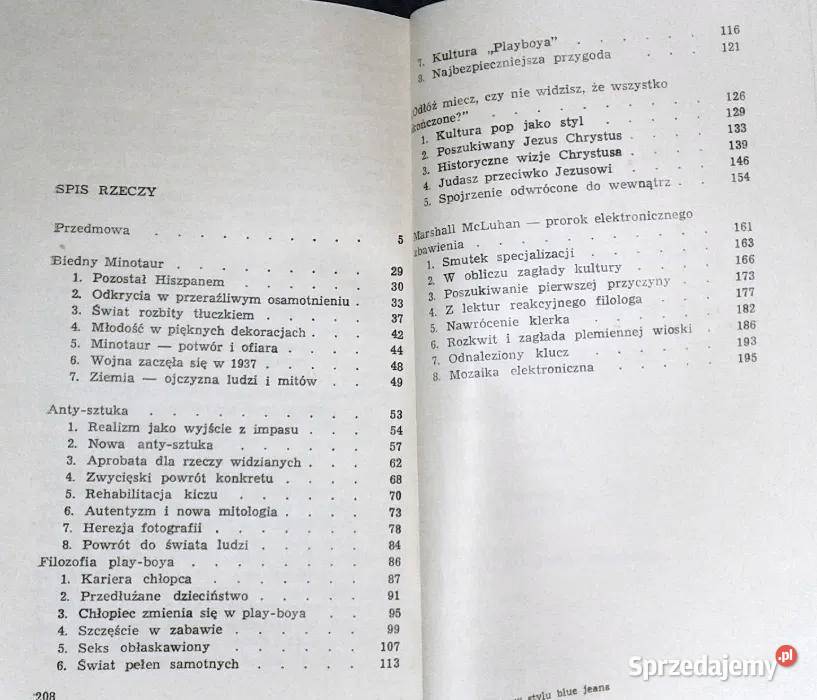 SPIS RZECZY
Przedmowa . . . . . . . . . . 5
Biedny Minotaur . . . . . . . . 29
1. Pozostał Hiszpanem . . . . . 30
2. Odkrycia w przeraźliwym osamotnieniu . 33
3. Świat rozbity tłuczkiem . . . . 37
4. Młodość w pięknych dekoracjach . . . 42
5. Minotaur — potwór i ofiara . . . . 44
6. Wojna zaczęła się w 1937 . . . . 48
7. Ziemia — ojczyzna ludzi i mitów . . 49
Anty-sztuka . . . . . . . . . 53
1. Realizm jako wyjście z impasu . . . 54
2. Nowa anty-sztuka . . . . . 57
3. Aprobata dla rzeczy widzianych . . . 62
4. Zwycięski powrót konkretu . . . . 68
5. Rehabilitacja kiczu . . . . . 70
6. Autentyzm i nowa mitologia . . . . 73
7. Herezja fotografii . . . . . . 78
8. Powrót do świata ludzi . . . . . 84
Filozofia play-boya . . . . . . . 86
1. Kariera chłopca . . . . . . 87
2. Przedłużane dzieciństwo . . . . . 91
3. Chłopiec zmienia się w play-boya . . . 95
4. Szczęście w zabawie . . . . . 99
5. Seks obłaskawiony . . . . . 107
6. Świat pełen samotnych . . . . . 113
208
7. Kultura „Playboya” . . . . . . 116
8. Najbezpieczniejsza przygoda . . . 121
Odłóż miecz, czy nie widzisz, że wszystko
skończone?” . . . . . . . . . 126
1. Kultura pop jako styl . . . . . 129
2. Poszukiwany Jezus Chrystus . . . . 133
3. Historyczne wizje Chrystusa . . . . 139
4. Judasz przeciwko Jezusowi . . . . 146
5. Spojrzenie odwrócone do wewnątrz . . 154
Marshall McLuhan — prorok elektronicznego
zbawienia . . . . . . . . . 161
1. Smutek specjalizacji . . . . . 163
2. W obliczu zagłady kultury . . . . 166
3. Poszukiwanie pierwszej przyczyny . . . 173
4. Z lektur reakcyjnego filologa . . . 177
5. Nawrócenie klerka . . . . . 182
6. Rozkwit i zagłada plemiennej wioski . 186
7. Odnaleziony klucz . . . . . 193
8. Mozaika elektroniczna . . . . . 195
w stylu blue jeans
Sprzedajemy.pl